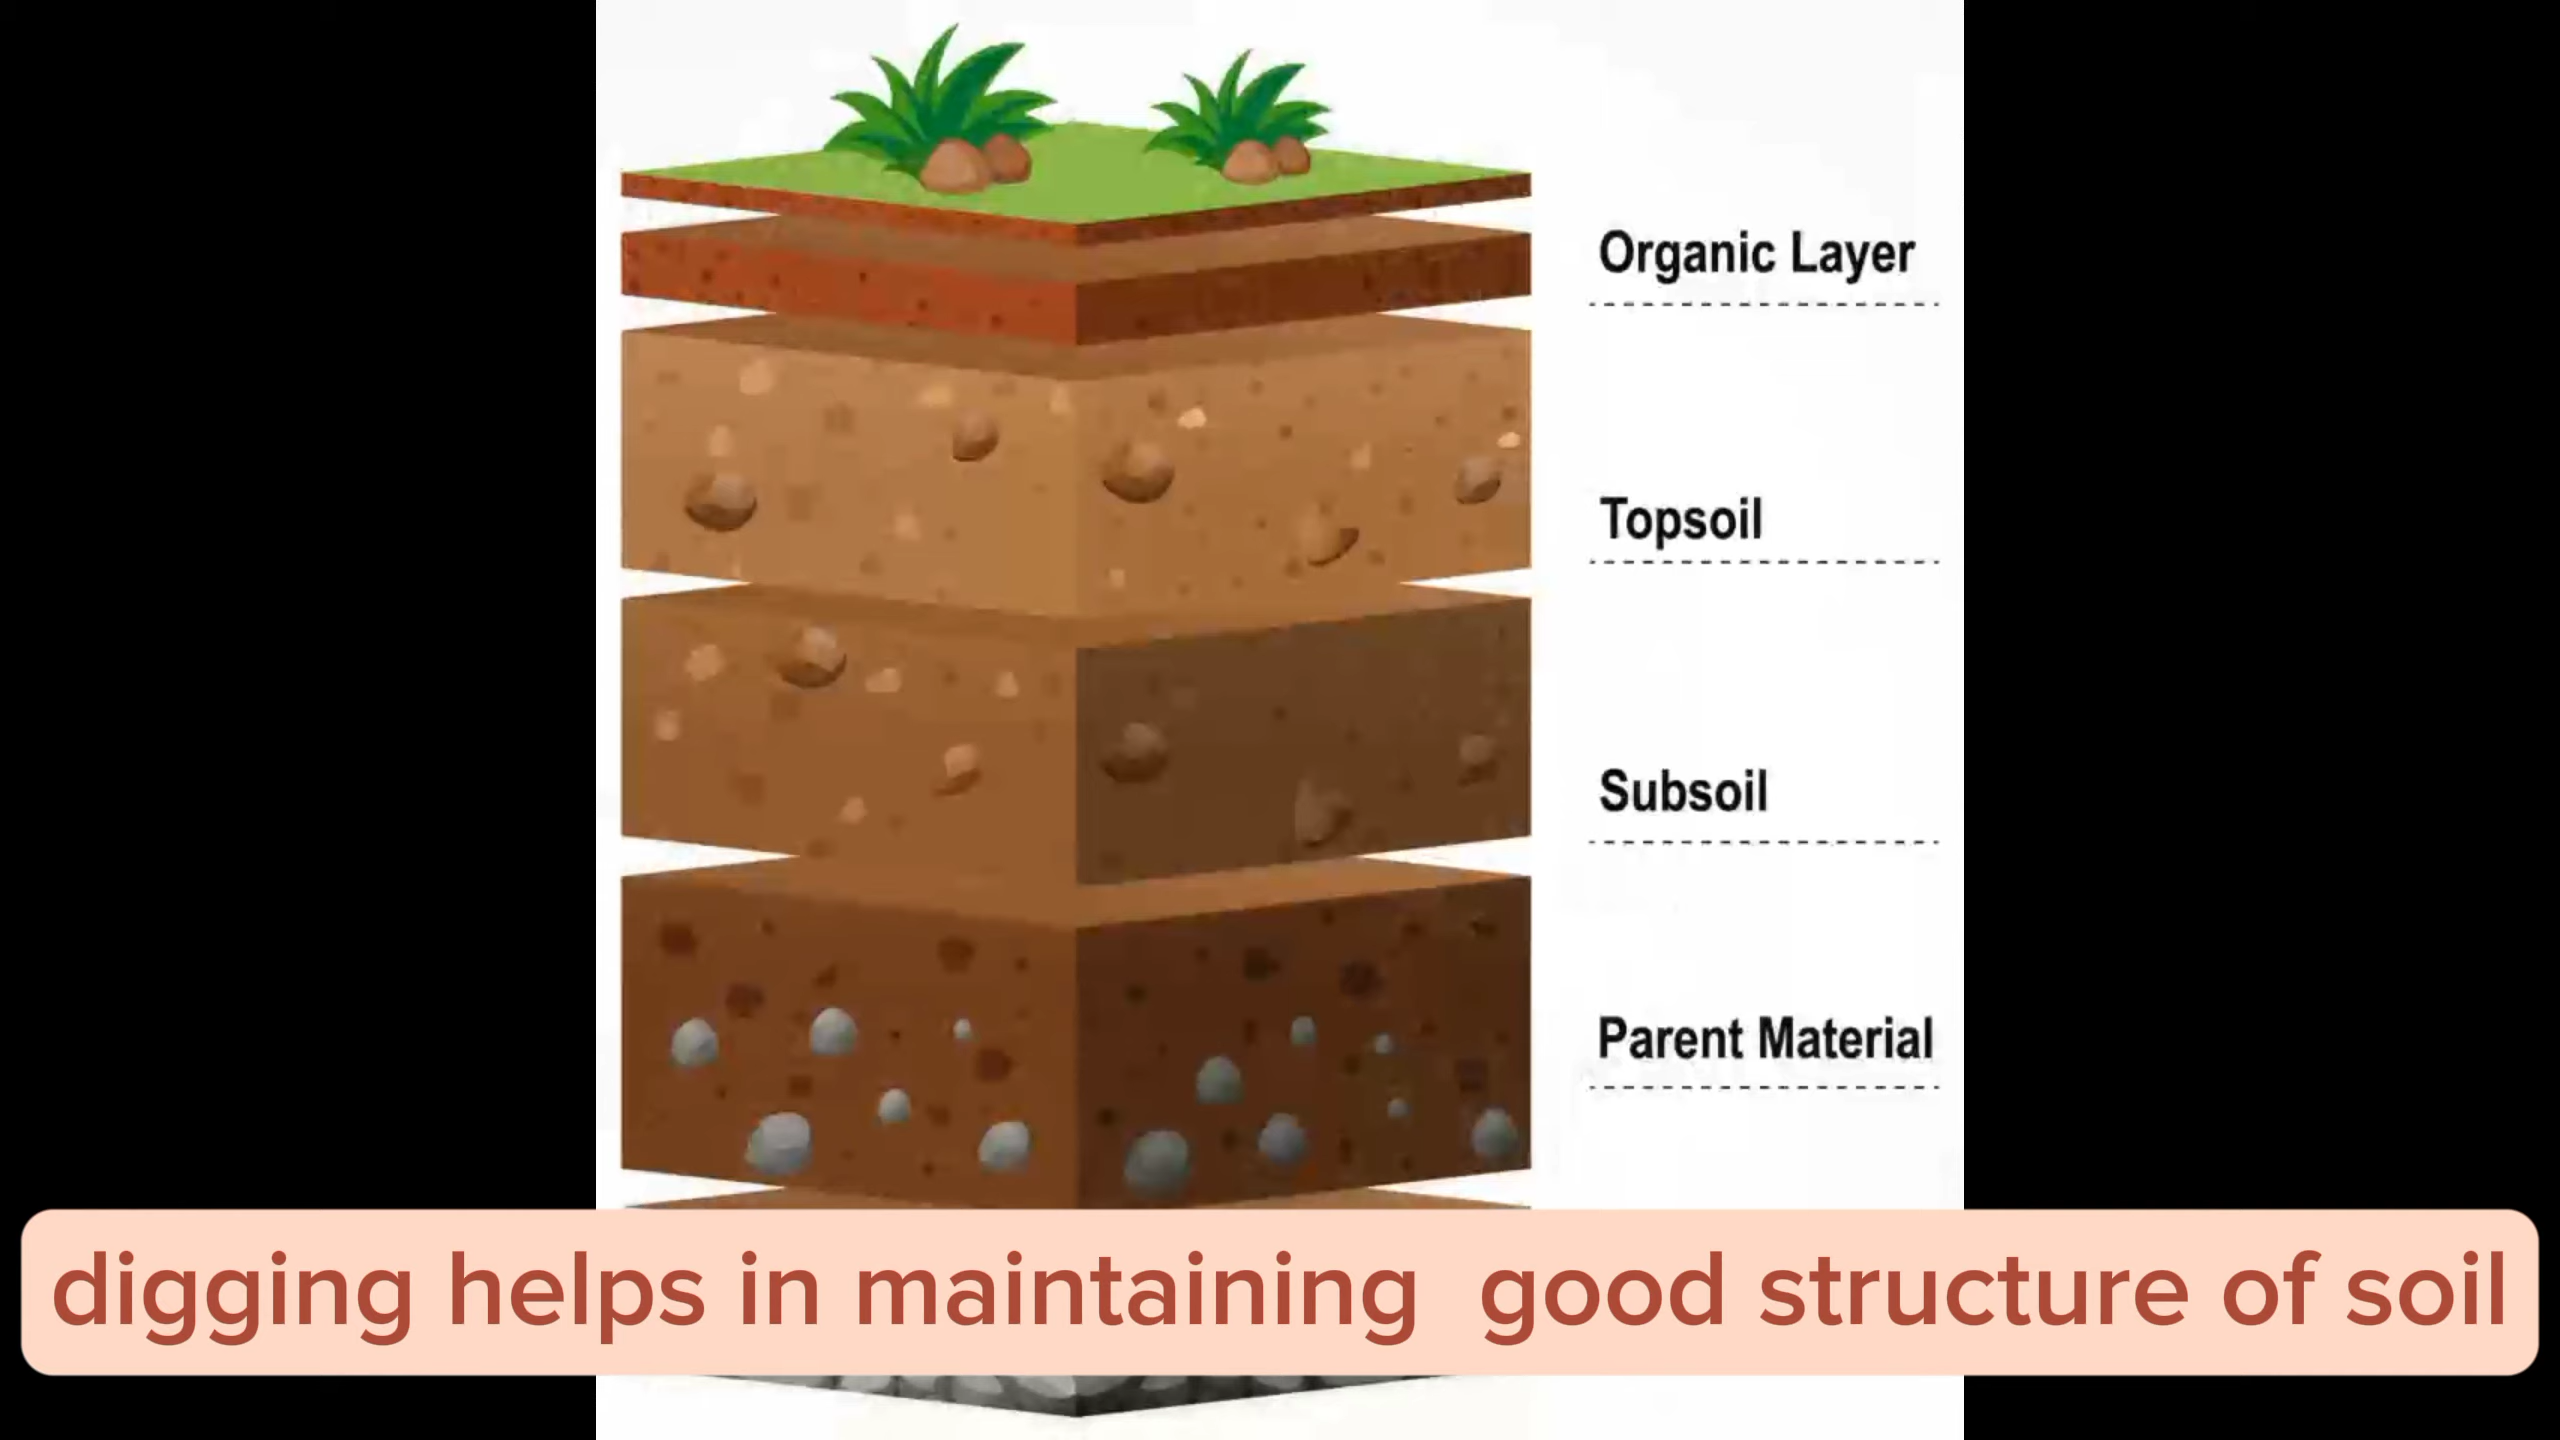 Organic Layer
Topsoil
Subsoil
Parent Material
digging helps in maintaining  good structure of soil